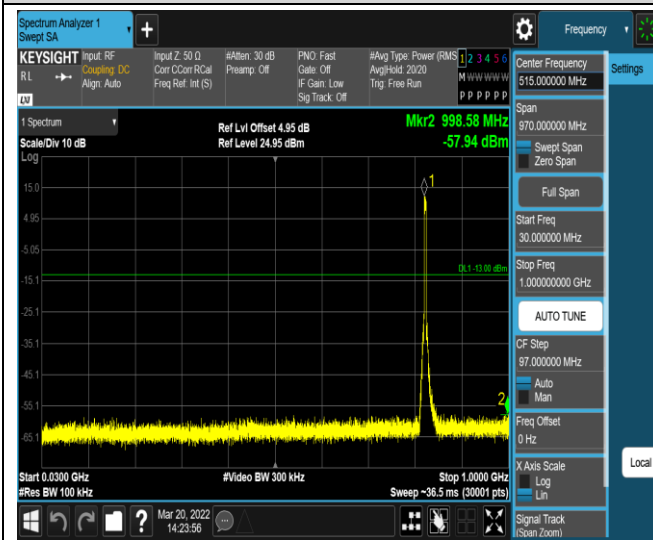 Spectrum Analyzer 1
Swept SA
Frequency
KEYSIGHT
RL
LXI
Input: RF
Coupling: DC
Align: Auto
Input Z: 50 Ω
Corr CCorr RCal
Freq Ref: Int (S)
#Atten: 30 dB
Preamp: Off
PNO: Fast
Gate: Off
IF Gain: Low
Sig Track: Off
#Avg Type: Power (RMS
Avg|Hold: 20/20
Trig: Free Run
1 2 3 4 5 6
M W W W W W
P P P P P P
1 Spectrum
Scale/Div 10 dB
Log
Ref Lvl Offset 4.95 dB
Ref Level 24.95 dBm
Mkr2 998.58 MHz
-57.94 dBm
15.0
4.95
-5.05
-15.1
-25.1
-35.1
-45.1
-55.1
-65.1
1
DL1 -13.00 dBm
2
Start 0.0300 GHz
#Res BW 100 kHz
#Video BW 300 kHz
Stop 1.0000 GHz
Sweep ~36.5 ms (30001 pts)
?
Mar 20, 2022
14:23:56
Center Frequency
515.000000 MHz
Settings
Span
970.000000 MHz
Swept Span
Zero Span
Full Span
Start Freq
30.000000 MHz
Stop Freq
1.000000000 GHz
AUTO TUNE
CF Step
97.000000 MHz
Auto
Man
Freq Offset
0 Hz
X Axis Scale
Log
Lin
Local
Signal Track
(Span Zoom)